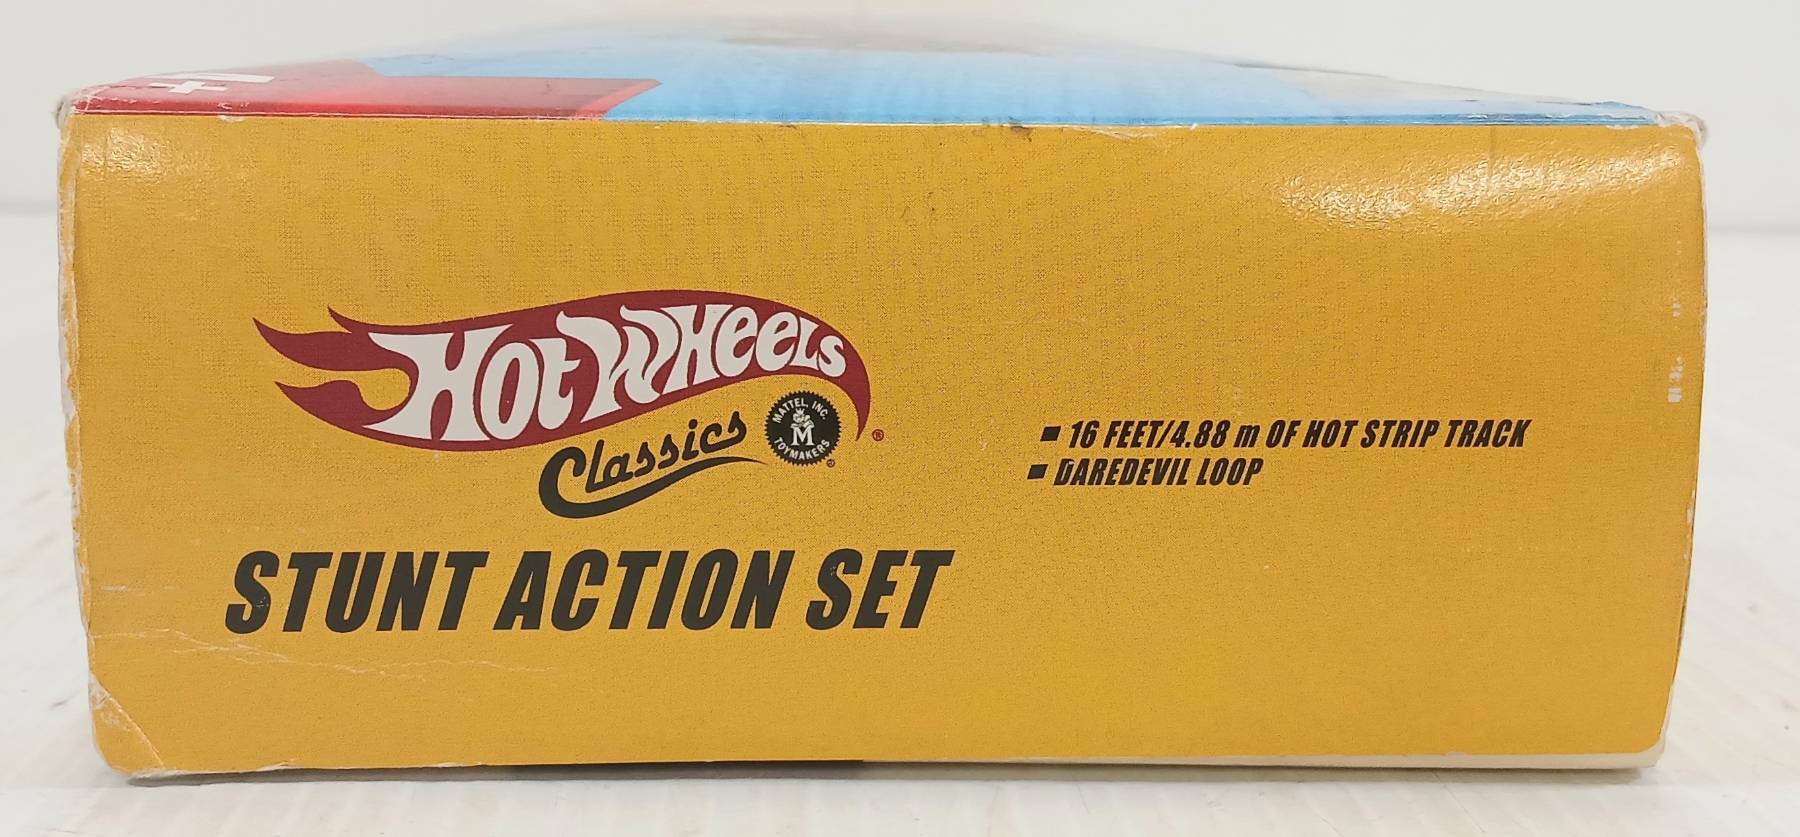 +/4
HOT WHEELS ®
Classics
MATTEL, INC.
M
TOYMAKERS ®
STUNT ACTION SET
▪ 16 FEET/4.88 m OF HOT STRIP TRACK
▪ DAREDEVIL LOOP